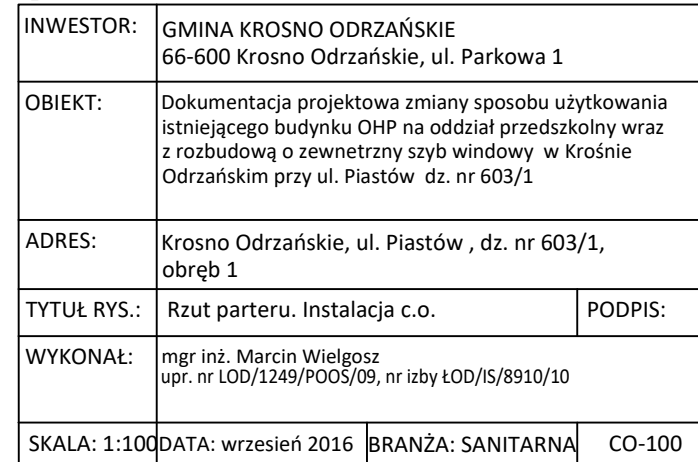 INWESTOR: GMINA KROSNO ODRZAŃSKIE
66-600 Krosno Odrzańskie, ul. Parkowa 1
OBIEKT: Dokumentacja projektowa zmiany sposobu użytkowania
istniejącego budynku OHP na oddział przedszkolny wraz
z rozbudową o zewnetrzny szyb windowy w Krośnie
Odrzańskim przy ul. Piastów dz. nr 603/1
ADRES: Krosno Odrzańskie, ul. Piastów , dz. nr 603/1,
obręb 1
TYTUŁ RYS.: Rzut parteru. Instalacja c.o. PODPIS:
WYKONAŁ: mgr inż. Marcin Wielgosz
upr. nr LOD/1249/POOS/09, nr izby ŁOD/IS/8910/10
SKALA: 1:100 DATA: wrzesień 2016 BRANŻA: SANITARNA CO-100